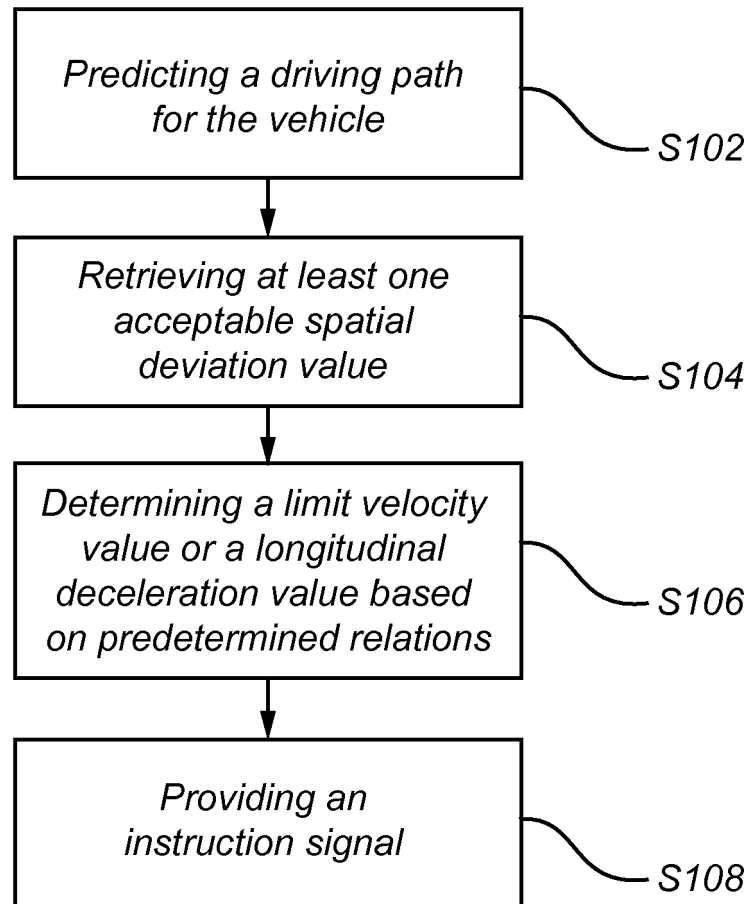 Predicting a driving path
for the vehicle
S102
Retrieving at least one
acceptable spatial
deviation value
S104
Determining a limit velocity
value or a longitudinal
deceleration value based
on predetermined relations
S106
Providing an
instruction signal
S108